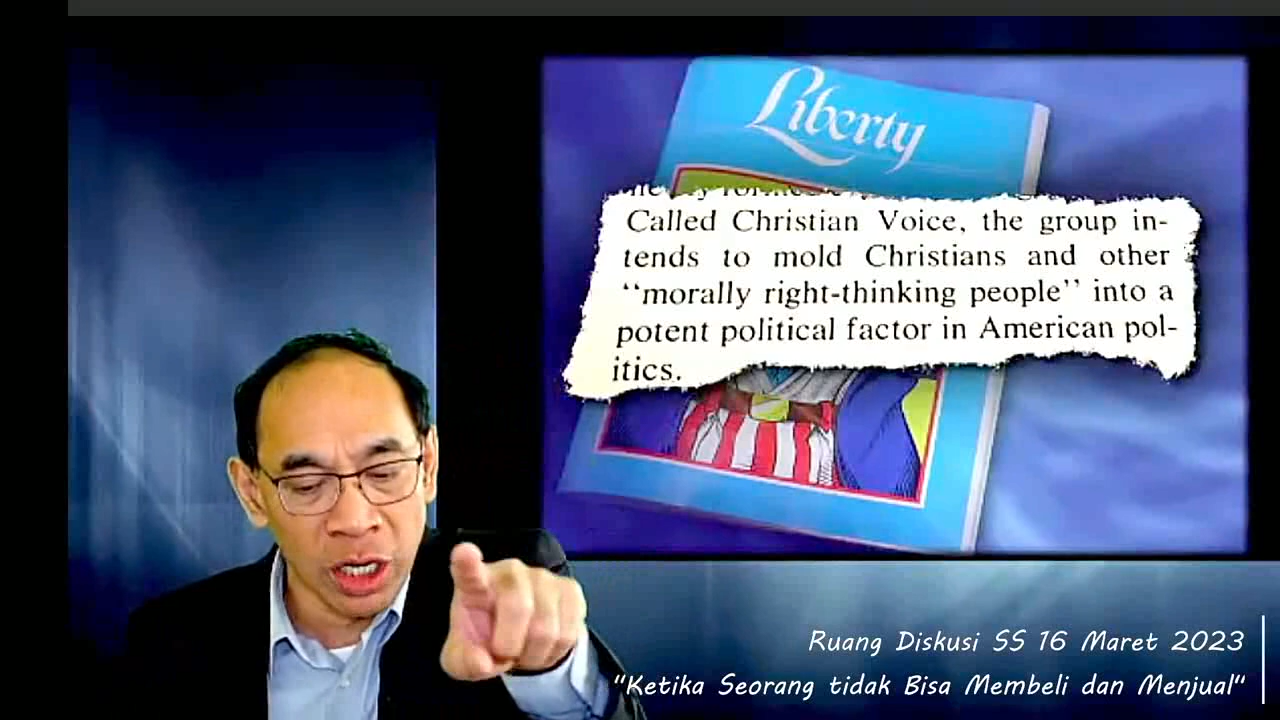 Liberty
Called Christian Voice, the group in-
tends to mold Christians and other
“morally right-thinking people” into a
potent political factor in American pol-
itics.
Ruang Diskusi SS 16 Maret 2023
“Ketika Seorang tidak Bisa Membeli dan Menjual”